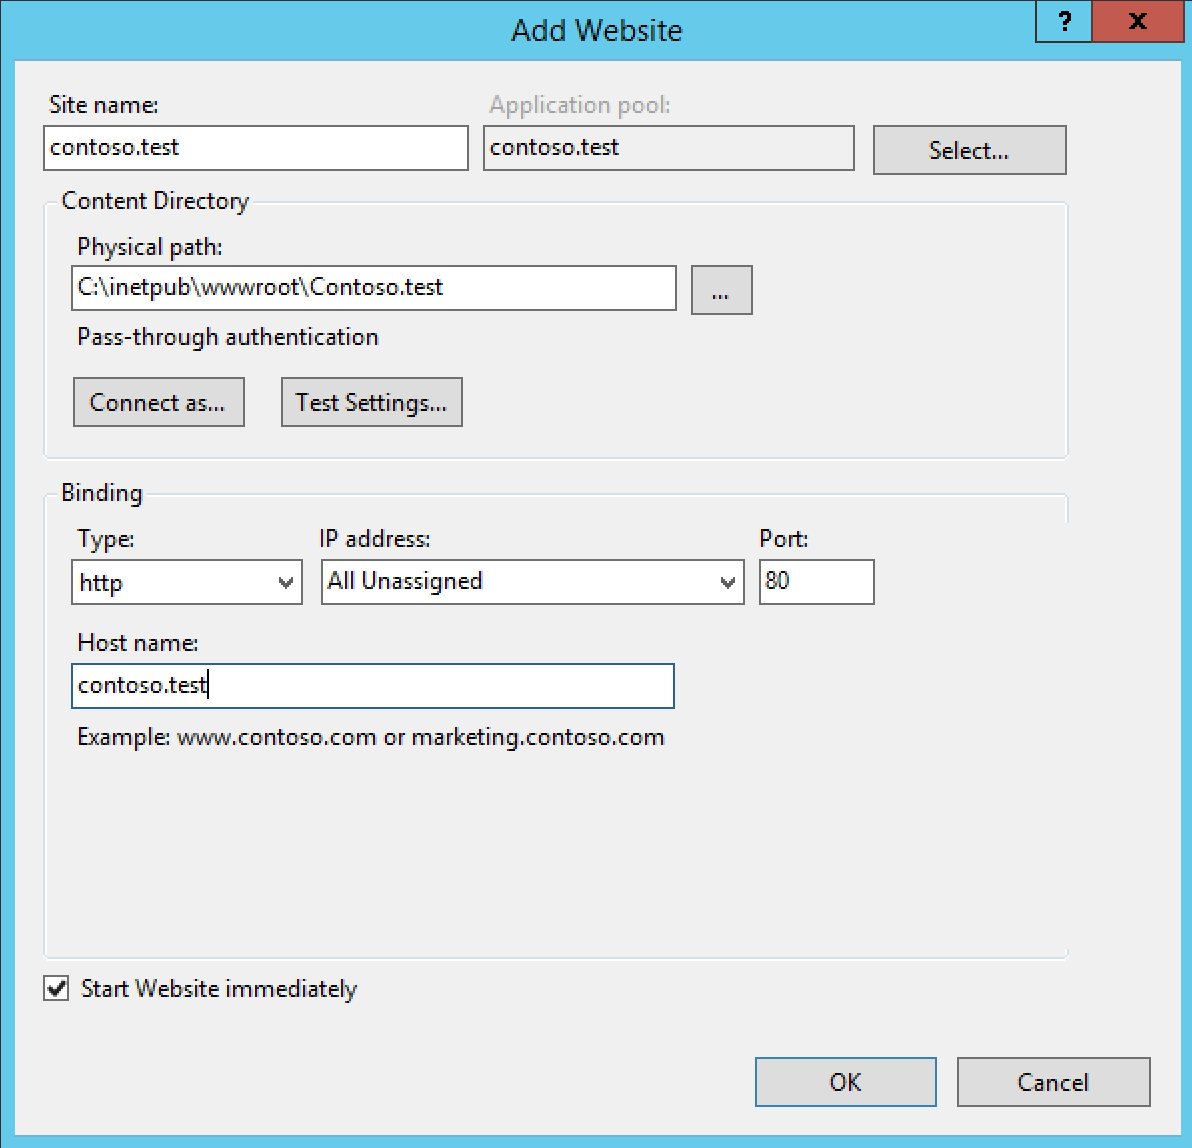 Add Website
?
x
Site name:
Application pool:
contoso.test
contoso.test
Select...
Content Directory
Physical path:
C:\inetpub\wwwroot\Contoso.test
...
Pass-through authentication
Connect as...
Test Settings...
Binding
Type:
IP address:
Port:
http
All Unassigned
80
Host name:
contoso.test
Example: www.contoso.com or marketing.contoso.com
Start Website immediately
OK
Cancel